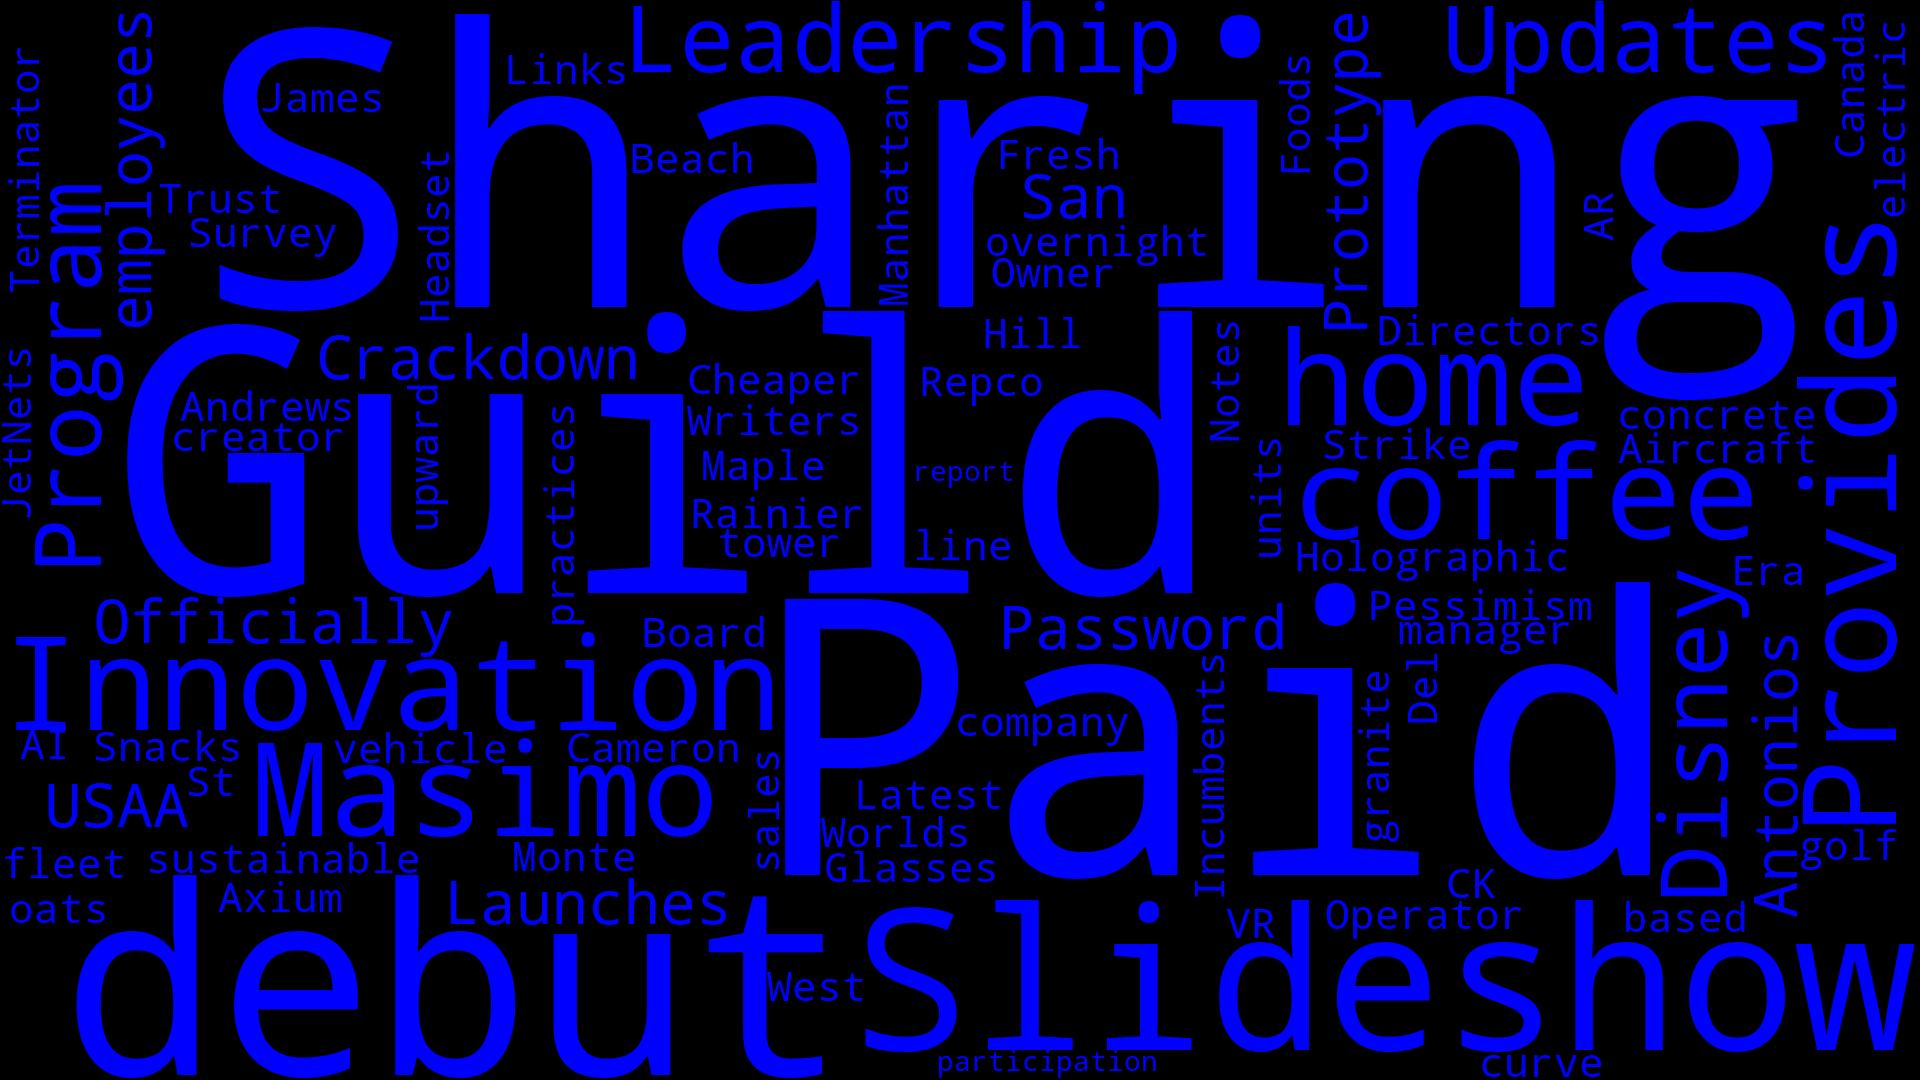 Sharing
Guild
Paid
debut
Slideshow
Leadership
Updates
Links
James
Terminator
employees
Program
Trust
Survey
Headset
Beach
Manhattan
Fresh
San
overnight
Owner
Foods
Prototype
AR
Canada
electric
Provides
JetNets
Crackdown
Andrews
creator
upward
practices
Cheaper
Writers
Maple
Rainier
tower
Hill
Repco
report
line
Notes
units
Directors
home
Strike
coffee
concrete
Aircraft
Holographic
Era
Officially
Innovation
Board
Password
Pessimism
manager
Disney
Antonios
AI
Snacks
vehicle
Cameron
company
Incumbents
granite
Del
USAA
St
Masimo
sales
Latest
Worlds
Glasses
golf
fleet
sustainable
Monte
oats
Axium
Launches
CK
VR
Operator
based
West
participation
curve